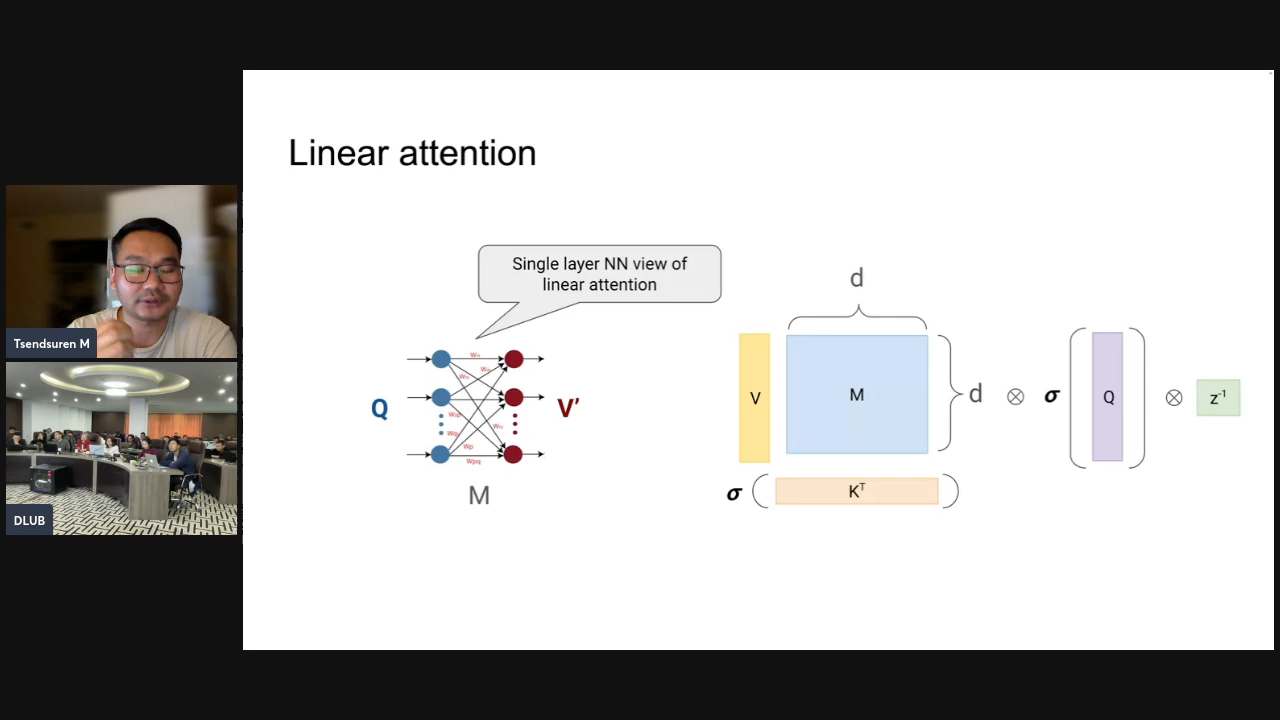 Linear attention
Single layer NN view of
linear attention
Q
V’
M
d
V
M
d
⊗
σ
Q
⊗
z⁻¹
σ
Kᵀ
Tsendsuren M
DLUB